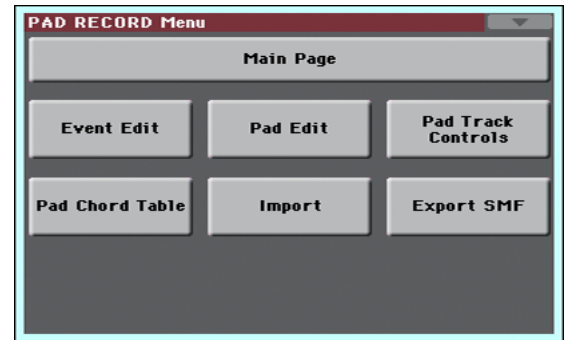 PAD RECORD Menu
Main Page
Event Edit
Pad Edit
Pad Track
Controls
Pad Chord Table
Import
Export SMF